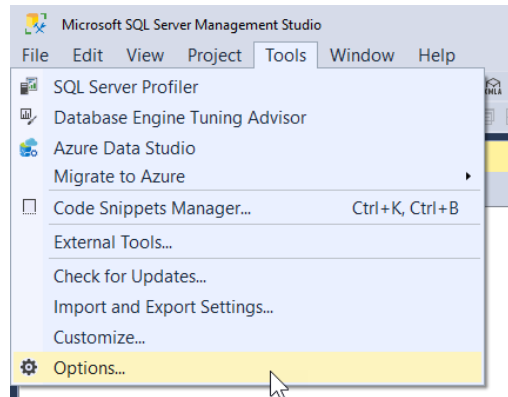 Microsoft SQL Server Management Studio
File Edit View Project Tools Window Help
SQL Server Profiler
Database Engine Tuning Advisor
Azure Data Studio
Migrate to Azure
Code Snippets Manager... Ctrl+K, Ctrl+B
External Tools...
Check for Updates...
Import and Export Settings...
Customize...
Options...